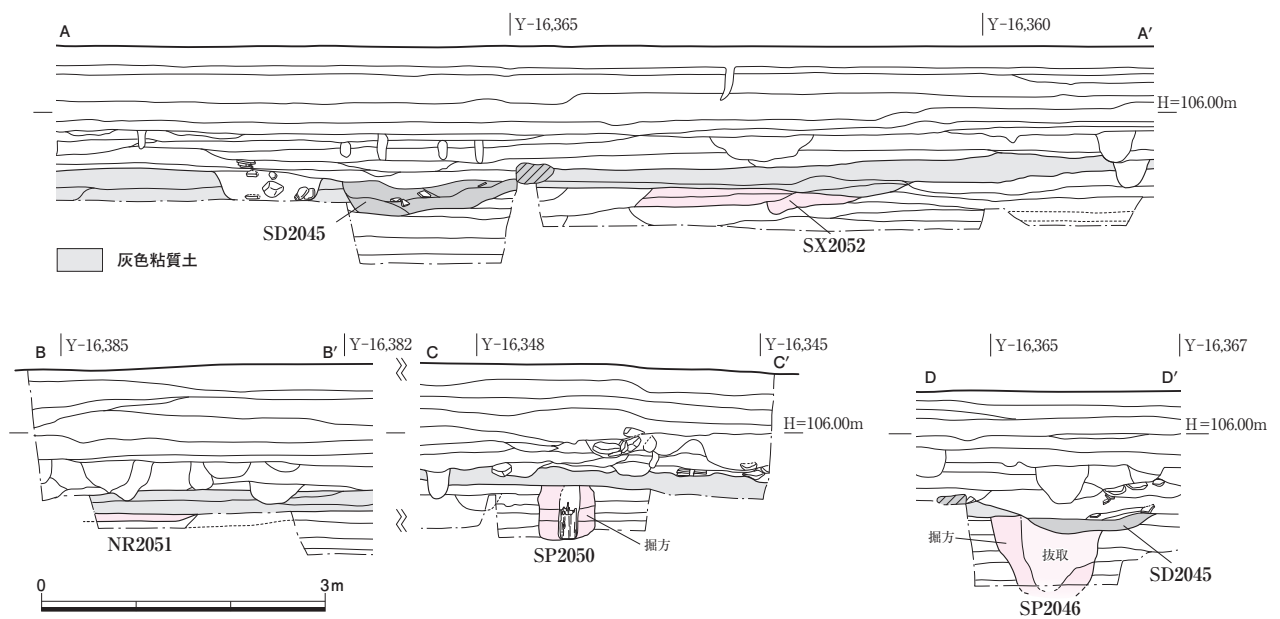 A
Y-16,365
Y-16,360
A′
H=106.00m
SD2045
SX2052
灰色粘質土
B
Y-16,385
B′
Y-16,382
C
Y-16,348
Y-16,345
C′
H=106.00m
D
Y-16,365
Y-16,367
D′
H=106.00m
NR2051
SP2050
掘方
掘方
抜取
SD2045
SP2046
0
3m